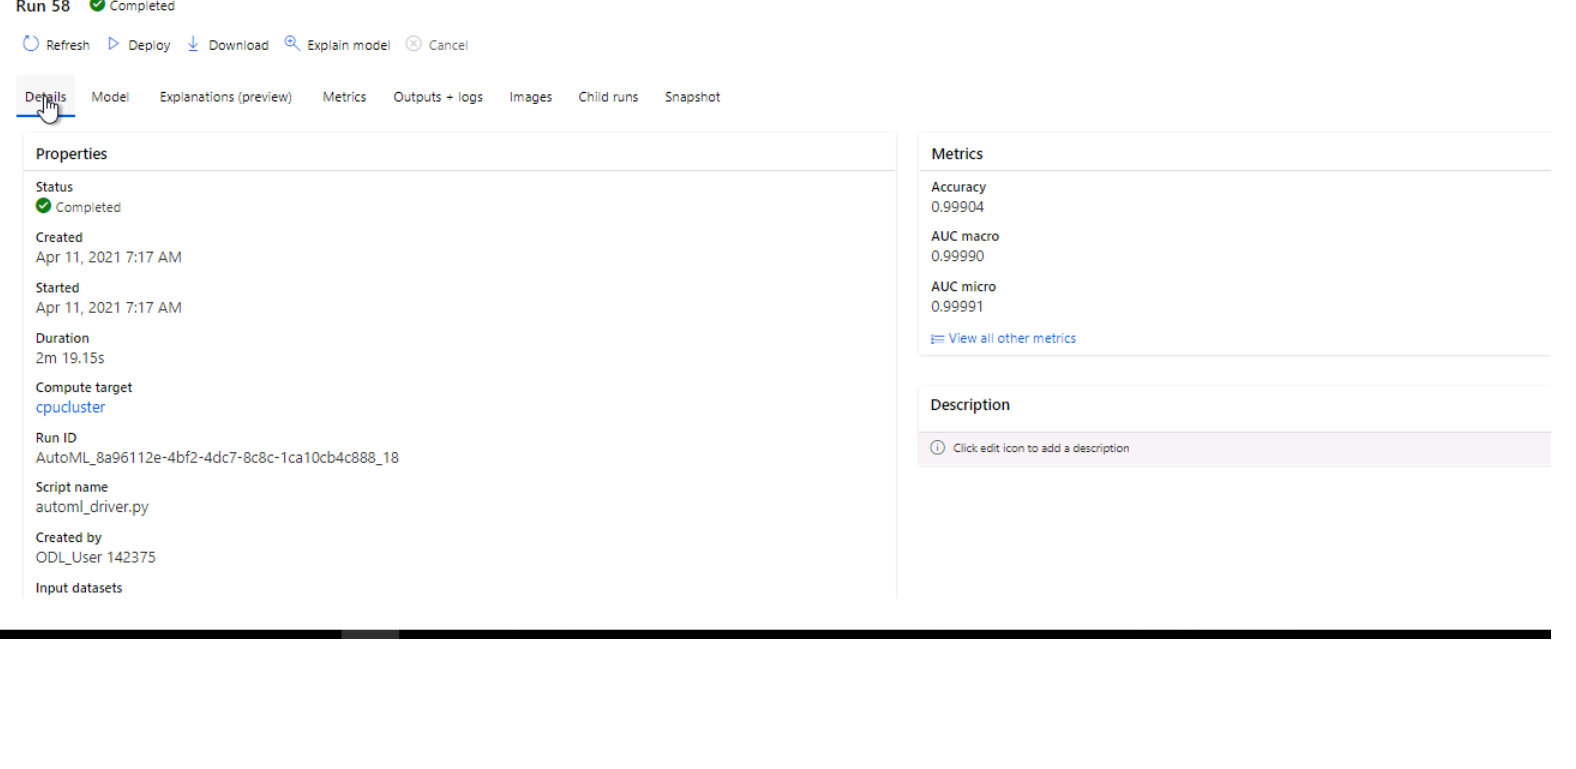 Run 58 Completed
Refresh Deploy Download Explain model Cancel
Details Model Explanations (preview) Metrics Outputs + logs Images Child runs Snapshot
Properties
Status
Completed
Created
Apr 11, 2021 7:17 AM
Started
Apr 11, 2021 7:17 AM
Duration
2m 19.15s
Compute target
cpucluster
Run ID
AutoML_8a96112e-4bf2-4dc7-8c8c-1ca10cb4c888_18
Script name
automl_driver.py
Created by
ODL_User 142375
Input datasets
Metrics
Accuracy
0.99904
AUC macro
0.99990
AUC micro
0.99991
View all other metrics
Description
Click edit icon to add a description